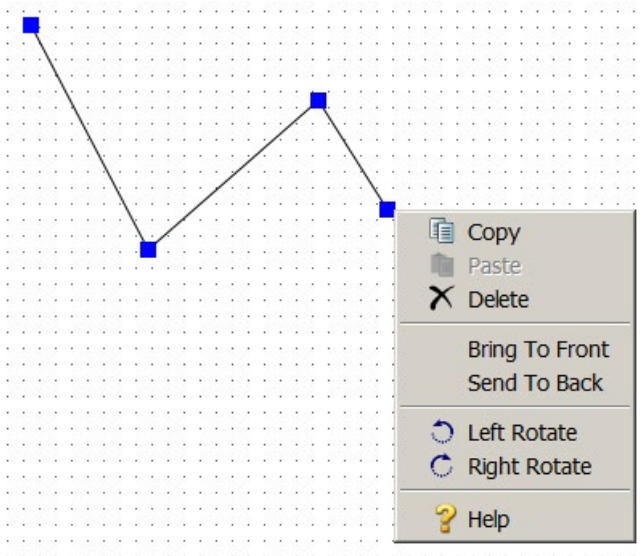 Copy
Paste
Delete
Bring To Front
Send To Back
Left Rotate
Right Rotate
Help